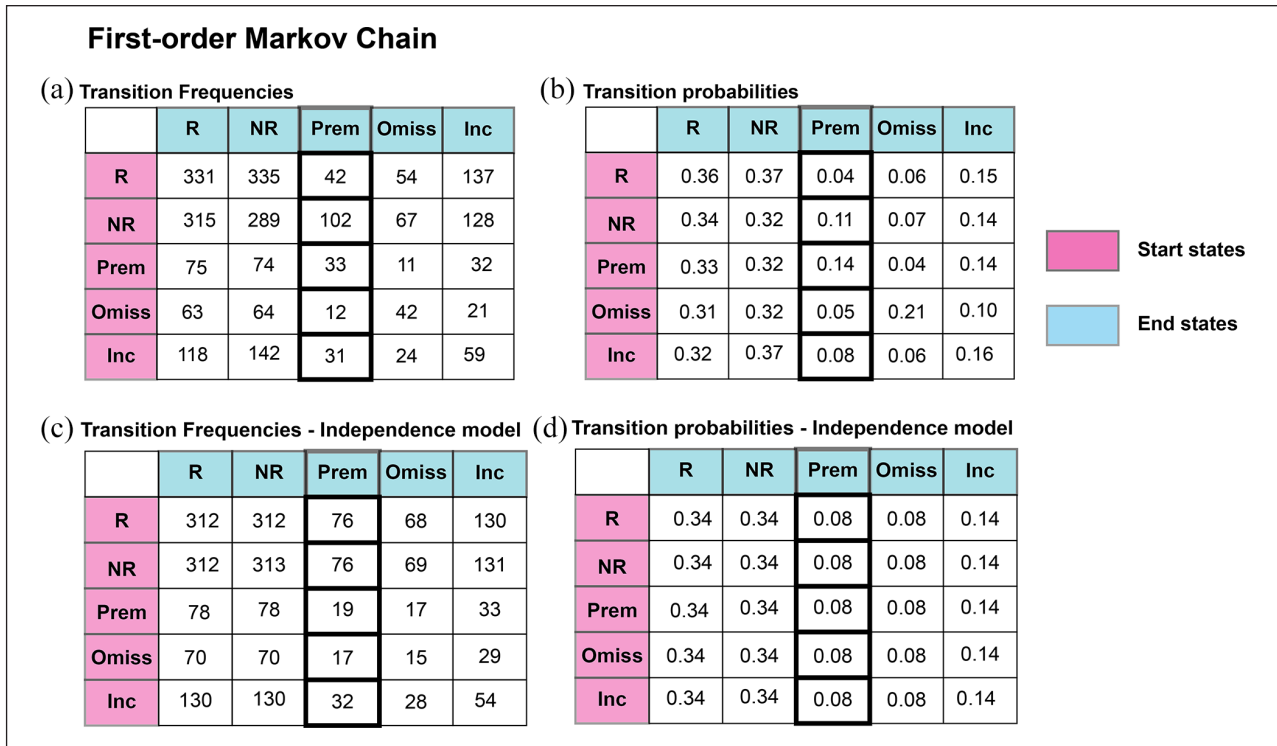 First-order Markov Chain
(a) Transition Frequencies
R NR Prem Omiss Inc
R 331 335 42 54 137
NR 315 289 102 67 128
Prem 75 74 33 11 32
Omiss 63 64 12 42 21
Inc 118 142 31 24 59
(b) Transition probabilities
R NR Prem Omiss Inc
R 0.36 0.37 0.04 0.06 0.15
NR 0.34 0.32 0.11 0.07 0.14
Prem 0.33 0.32 0.14 0.04 0.14
Omiss 0.31 0.32 0.05 0.21 0.10
Inc 0.32 0.37 0.08 0.06 0.16
Start states
End states
(c) Transition Frequencies - Independence model
R NR Prem Omiss Inc
R 312 312 76 68 130
NR 312 313 76 69 131
Prem 78 78 19 17 33
Omiss 70 70 17 15 29
Inc 130 130 32 28 54
(d) Transition probabilities - Independence model
R NR Prem Omiss Inc
R 0.34 0.34 0.08 0.08 0.14
NR 0.34 0.34 0.08 0.08 0.14
Prem 0.34 0.34 0.08 0.08 0.14
Omiss 0.34 0.34 0.08 0.08 0.14
Inc 0.34 0.34 0.08 0.08 0.14